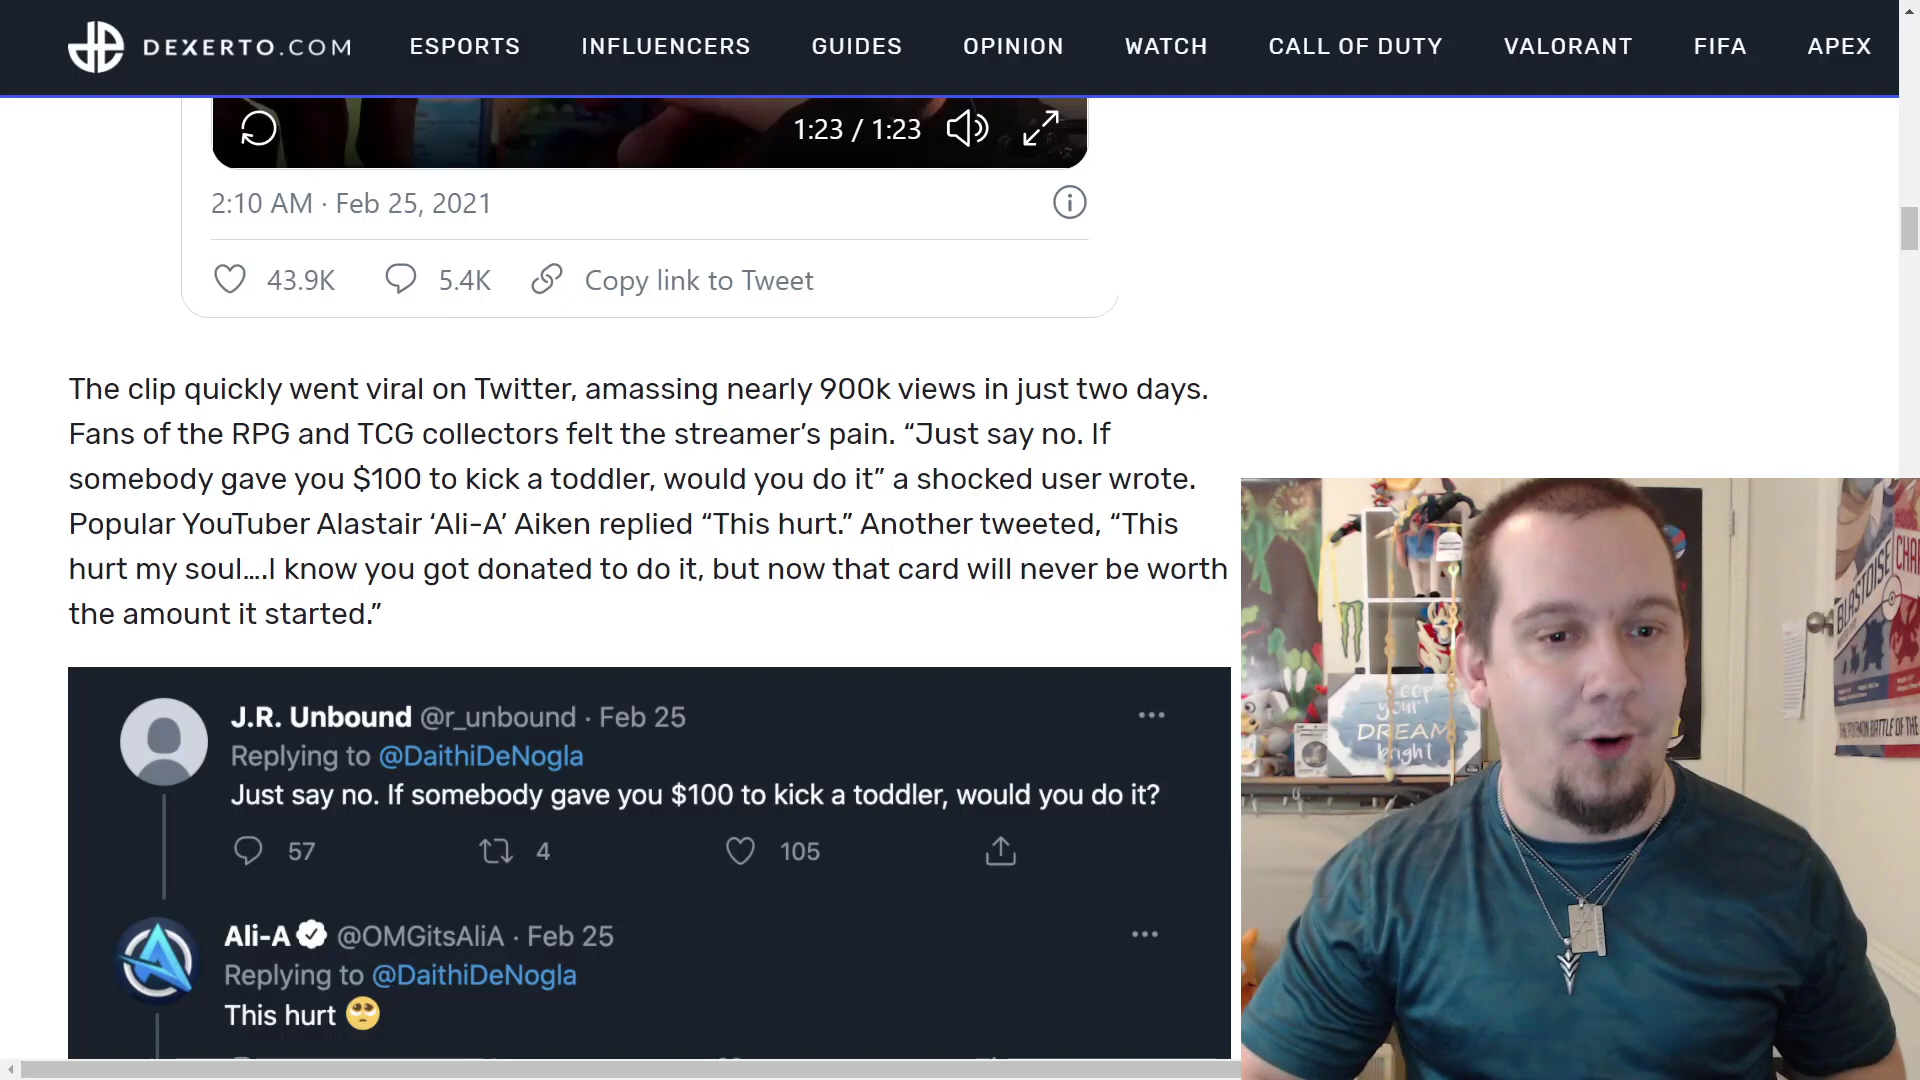 DEXERTO.COM ESPORTS INFLUENCERS GUIDES OPINION WATCH CALL OF DUTY VALORANT FIFA APEX
1:23 / 1:23
2:10 AM · Feb 25, 2021
43.9K 5.4K Copy link to Tweet
The clip quickly went viral on Twitter, amassing nearly 900k views in just two days.
Fans of the RPG and TCG collectors felt the streamer’s pain. “Just say no. If
somebody gave you $100 to kick a toddler, would you do it” a shocked user wrote.
Popular YouTuber Alastair ‘Ali-A’ Aiken replied “This hurt.” Another tweeted, “This
hurt my soul….I know you got donated to do it, but now that card will never be worth
the amount it started.”
J.R. Unbound @r_unbound · Feb 25
Replying to @DaithiDeNogla
Just say no. If somebody gave you $100 to kick a toddler, would you do it?
57 4 105
Ali-A @OMGitsAliA · Feb 25
Replying to @DaithiDeNogla
This hurt 🥺
keep
your
DREAM
bright
BLASTOISE